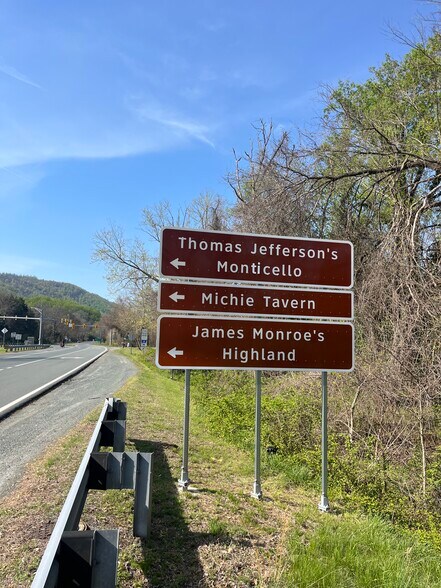 Thomas Jefferson's
← Monticello
← Michie Tavern
James Monroe's
← Highland